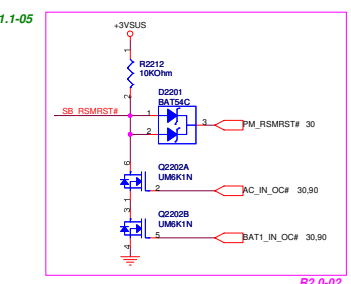 1.1-05
+3VSUS
1
R2212
10KOhm
2
D2201
BAT54C
SB_RSMRST#
1
3
PM_RSMRST# 30
2
6
Q2202A
UM6K1N
2
AC_IN_OC# 30,90
1
3
Q2202B
UM6K1N
5
BAT1_IN_OC# 30,90
4
R2.0-02